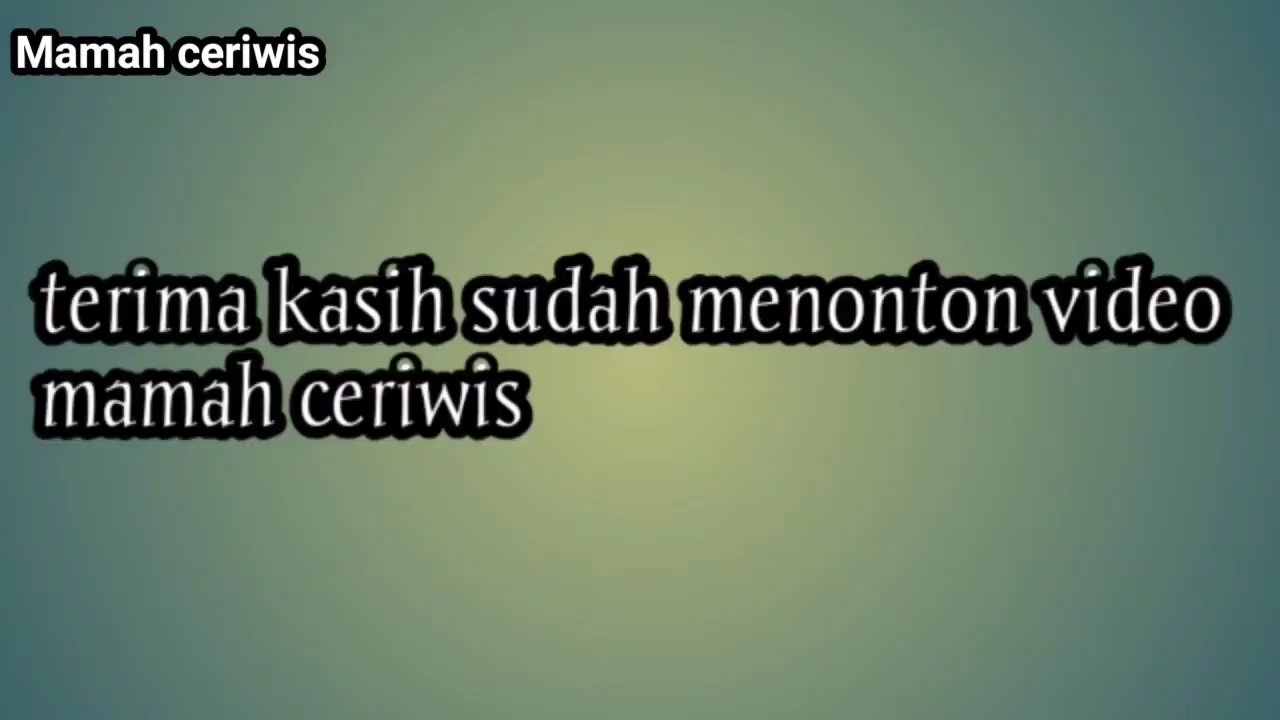 Mamah ceriwis
terima kasih sudah menonton video
mamah ceriwis